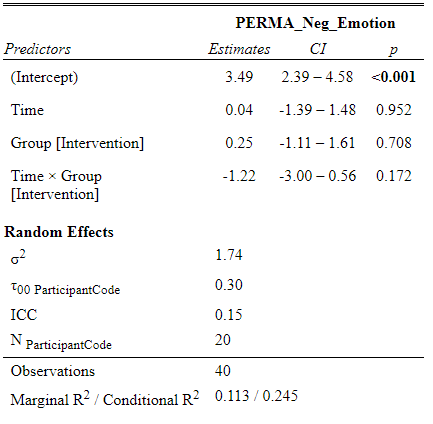 PERMA_Neg_Emotion
Predictors Estimates CI p
(Intercept) 3.49 2.39 – 4.58 <0.001
Time 0.04 -1.39 – 1.48 0.952
Group [Intervention] 0.25 -1.11 – 1.61 0.708
Time × Group -1.22 -3.00 – 0.56 0.172
[Intervention]
Random Effects
σ2 1.74
τ00 ParticipantCode 0.30
ICC 0.15
N ParticipantCode 20
Observations 40
Marginal R2 / Conditional R2 0.113 / 0.245